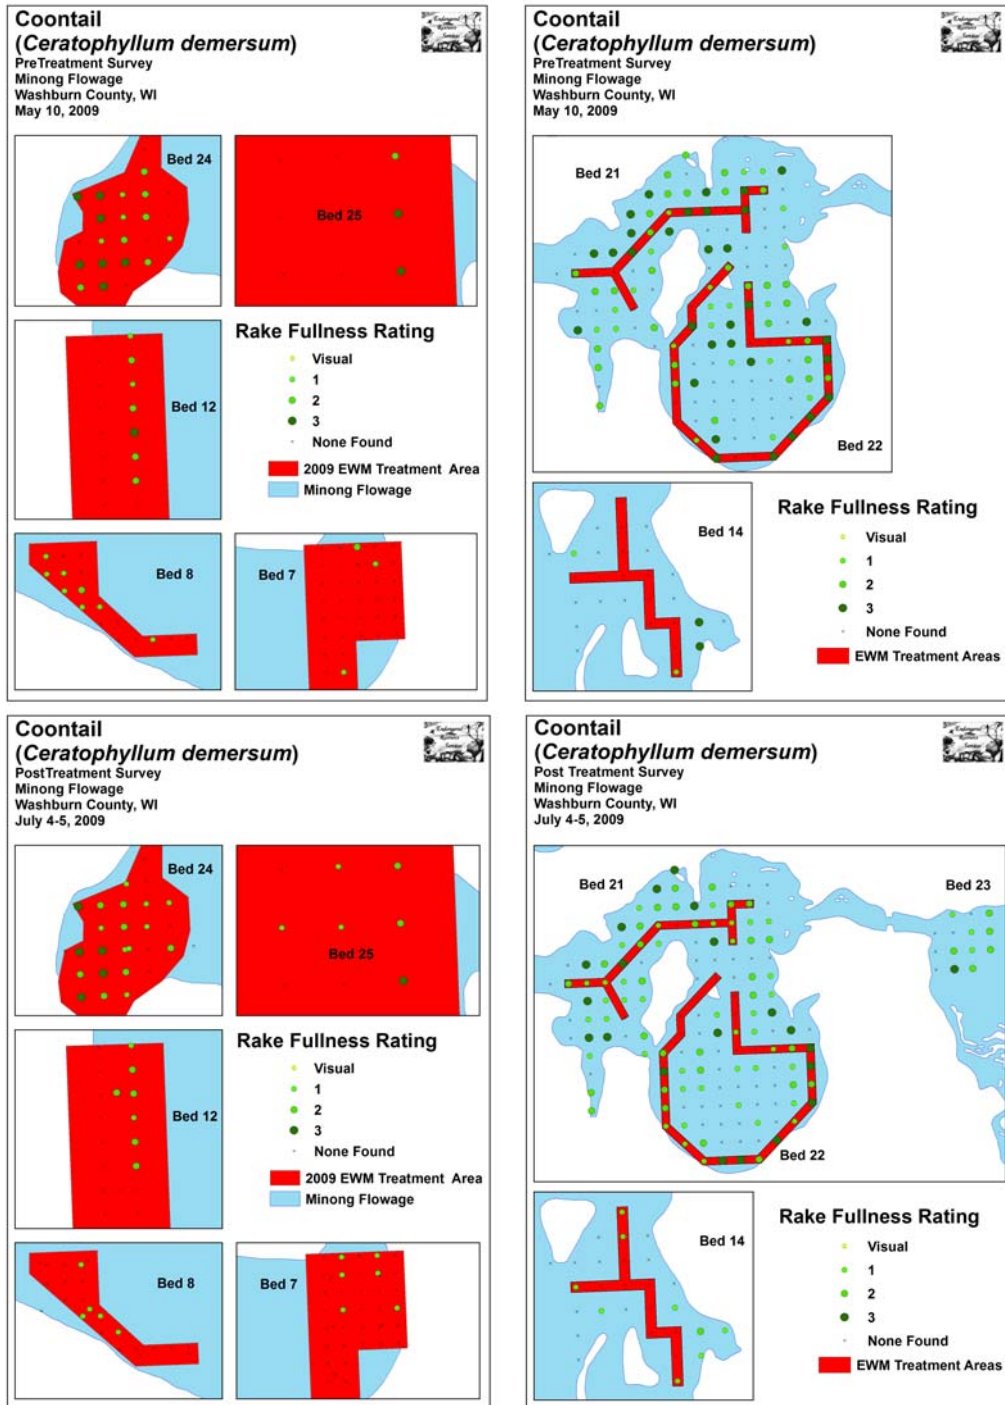 Coontail
(Ceratophyllum demersum)
PreTreatment Survey
Minong Flowage
Washburn County, WI
May 10, 2009
Bed 24
Bed 25
Bed 12
Rake Fullness Rating
Visual
1
2
3
None Found
2009 EWM Treatment Area
Minong Flowage
Bed 8
Bed 7
Coontail
(Ceratophyllum demersum)
PreTreatment Survey
Minong Flowage
Washburn County, WI
May 10, 2009
Bed 21
Bed 22
Bed 14
Rake Fullness Rating
Visual
1
2
3
None Found
EWM Treatment Areas
Coontail
(Ceratophyllum demersum)
PostTreatment Survey
Minong Flowage
Washburn County, WI
July 4-5, 2009
Bed 24
Bed 25
Bed 12
Rake Fullness Rating
Visual
1
2
3
None Found
2009 EWM Treatment Area
Minong Flowage
Bed 8
Bed 7
Coontail
(Ceratophyllum demersum)
Post Treatment Survey
Minong Flowage
Washburn County, WI
July 4-5, 2009
Bed 21
Bed 23
Bed 22
Bed 14
Rake Fullness Rating
Visual
1
2
3
None Found
EWM Treatment Areas